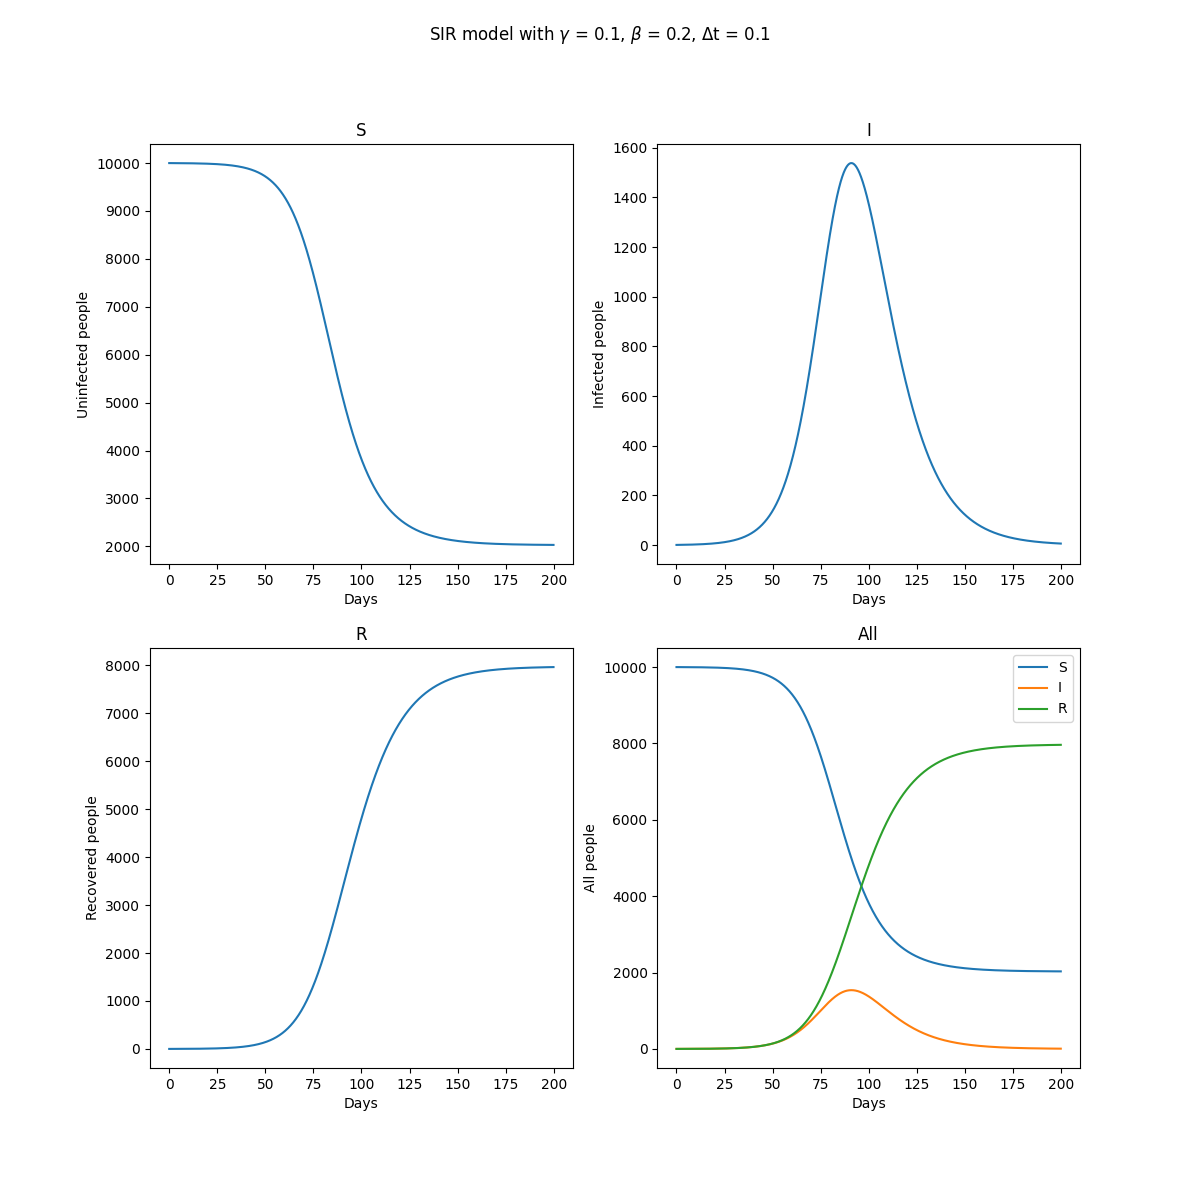 SIR model with γ = 0.1, β = 0.2, Δt = 0.1
S
10000
9000
8000
7000
6000
5000
4000
3000
2000
Uninfected people
0 25 50 75 100 125 150 175 200
Days
I
1600
1400
1200
1000
800
600
400
200
0
Infected people
0 25 50 75 100 125 150 175 200
Days
R
8000
7000
6000
5000
4000
3000
2000
1000
0
Recovered people
0 25 50 75 100 125 150 175 200
Days
All
10000
8000
6000
4000
2000
0
All people
S
I
R
0 25 50 75 100 125 150 175 200
Days